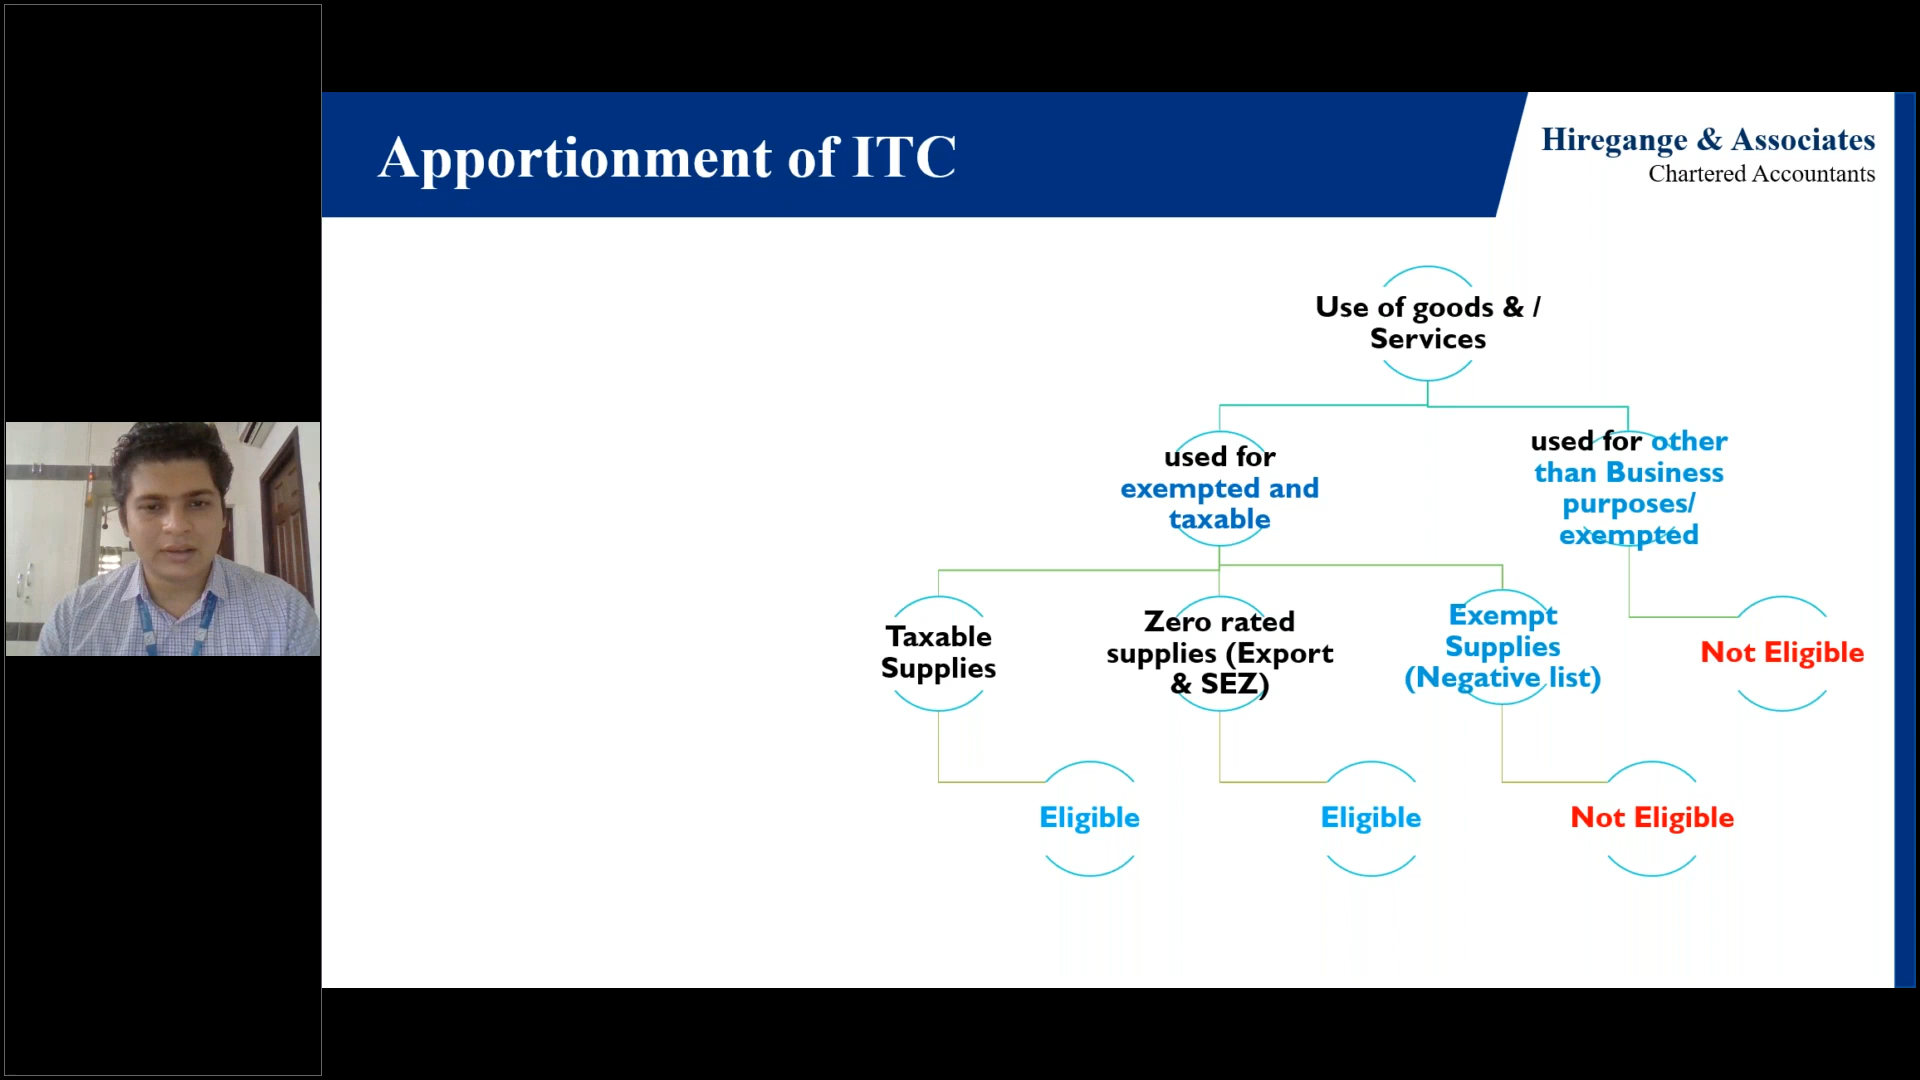 Apportionment of ITC
Hiregange & Associates
Chartered Accountants
Use of goods & /
Services
used for
exempted and
taxable
used for other
than Business
purposes/
exempted
Taxable
Supplies
Zero rated
supplies (Export
& SEZ)
Exempt
Supplies
(Negative list)
Not Eligible
Eligible
Eligible
Not Eligible